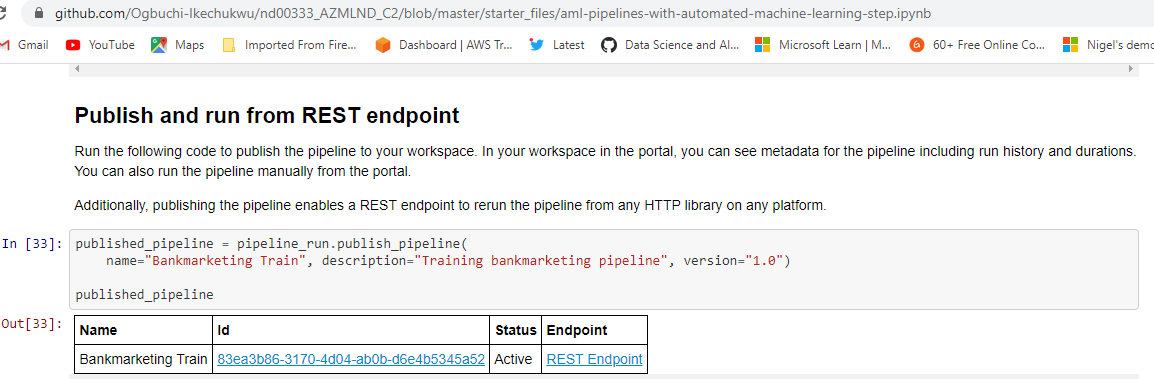 github.com/Ogbuchi-Ikechukwu/nd00333_AZMLND_C2/blob/master/starter_files/aml-pipelines-with-automated-machine-learning-step.ipynb
Gmail YouTube Maps Imported From Fire... Dashboard | AWS Tr... Latest Data Science and Al... Microsoft Learn | M... 60+ Free Online Co... Nigel's demo
Publish and run from REST endpoint
Run the following code to publish the pipeline to your workspace. In your workspace in the portal, you can see metadata for the pipeline including run history and durations.
You can also run the pipeline manually from the portal.
Additionally, publishing the pipeline enables a REST endpoint to rerun the pipeline from any HTTP library on any platform.
In [33]: published_pipeline = pipeline_run.publish_pipeline(
name="Bankmarketing Train", description="Training bankmarketing pipeline", version="1.0")
published_pipeline
Out[33]:
Name Id Status Endpoint
Bankmarketing Train 83ea3b86-3170-4d04-ab0b-d6e4b5345a52 Active REST Endpoint